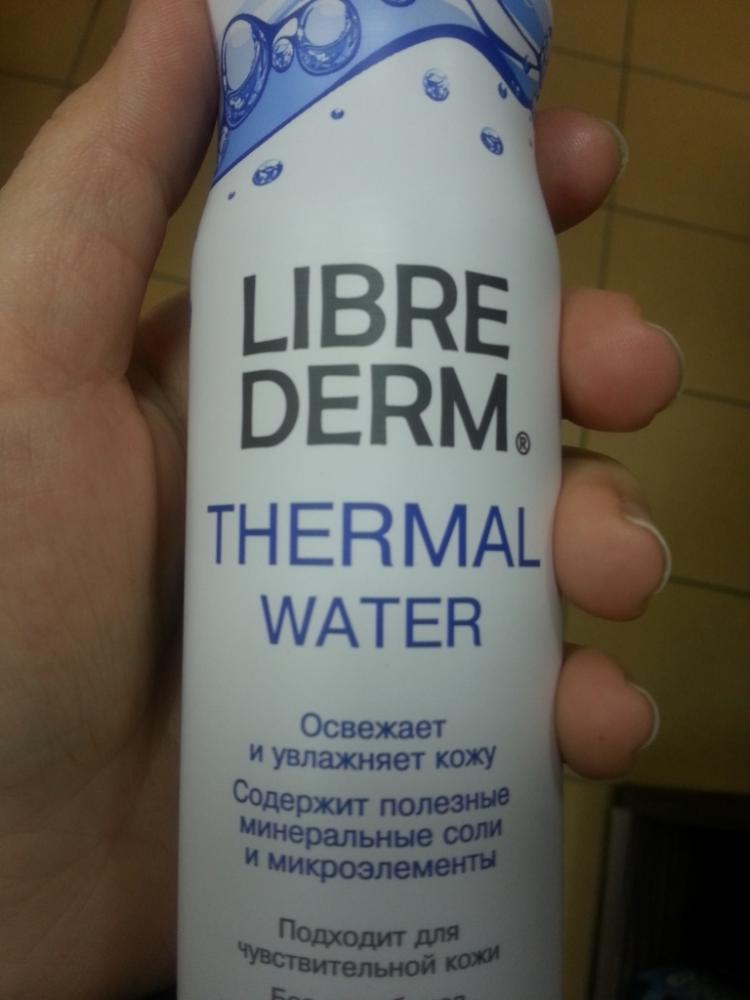 LIBRE
DERM®
THERMAL
WATER
Освежает
и увлажняет кожу
Содержит полезные
минеральные соли
и микроэлементы
Подходит для
чувствительной кожи